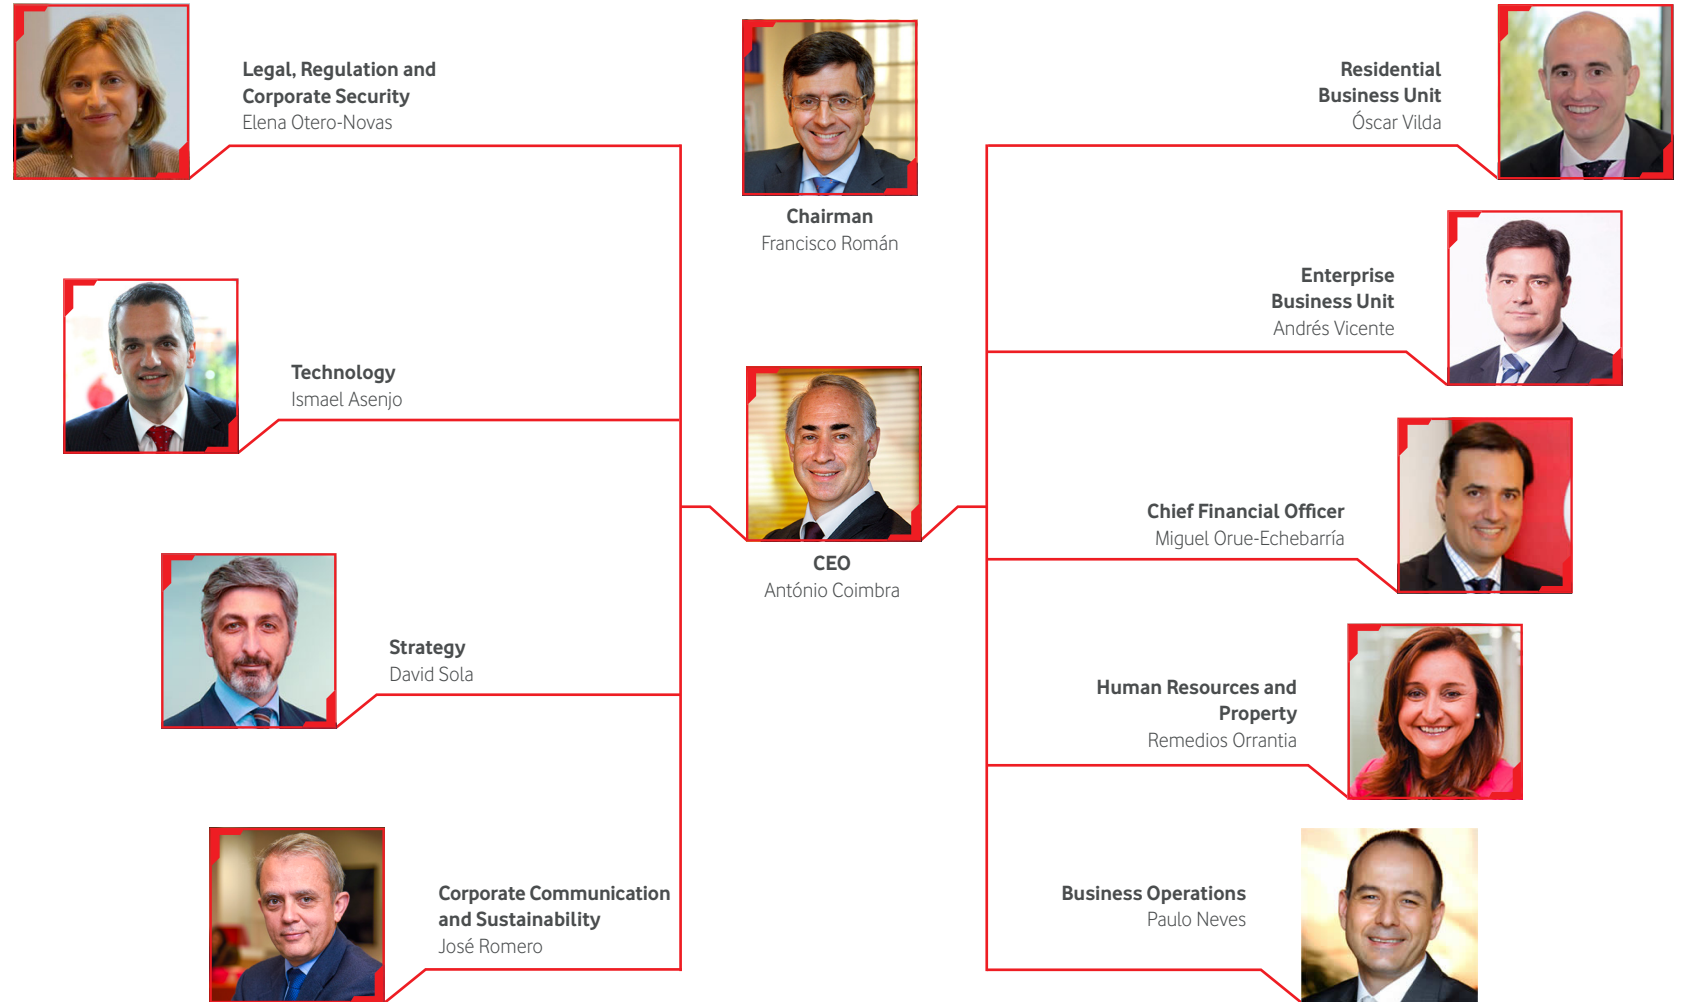 Legal, Regulation and
Corporate Security
Elena Otero-Novas
Technology
Ismael Asenjo
Strategy
David Sola
Corporate Communication
and Sustainability
José Romero
Chairman
Francisco Román
CEO
António Coimbra
Residential
Business Unit
Óscar Vilda
Enterprise
Business Unit
Andrés Vicente
Chief Financial Officer
Miguel Orue-Echebarría
Human Resources and
Property
Remedios Orrantia
Business Operations
Paulo Neves